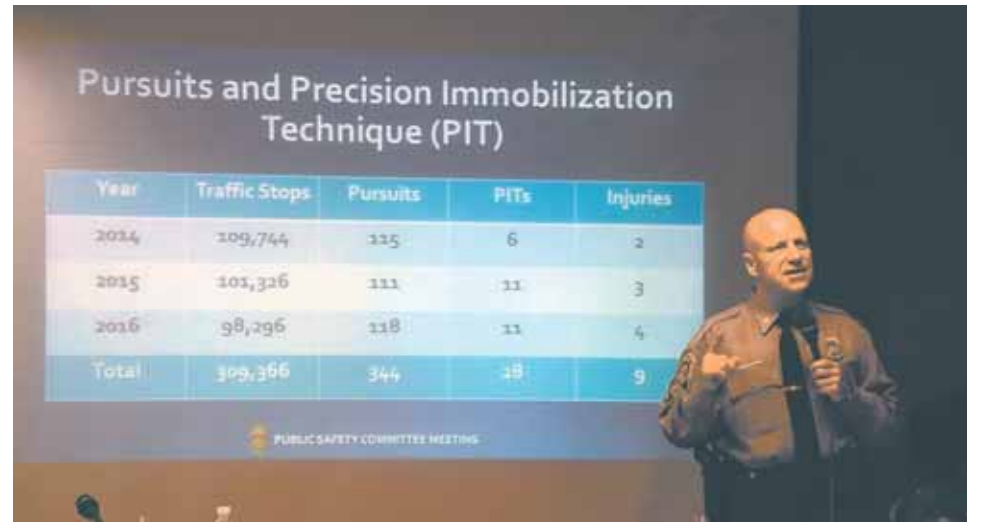 Pursuits and Precision Immobilization
Technique (PIT)
Year Traffic Stops Pursuits PITs Injuries
2014 109,744 115 6 2
2015 101,326 111 11 3
2016 98,296 118 11 4
Total 309,366 344 28 9
PUBLIC SAFETY COMMITTEE MEETING